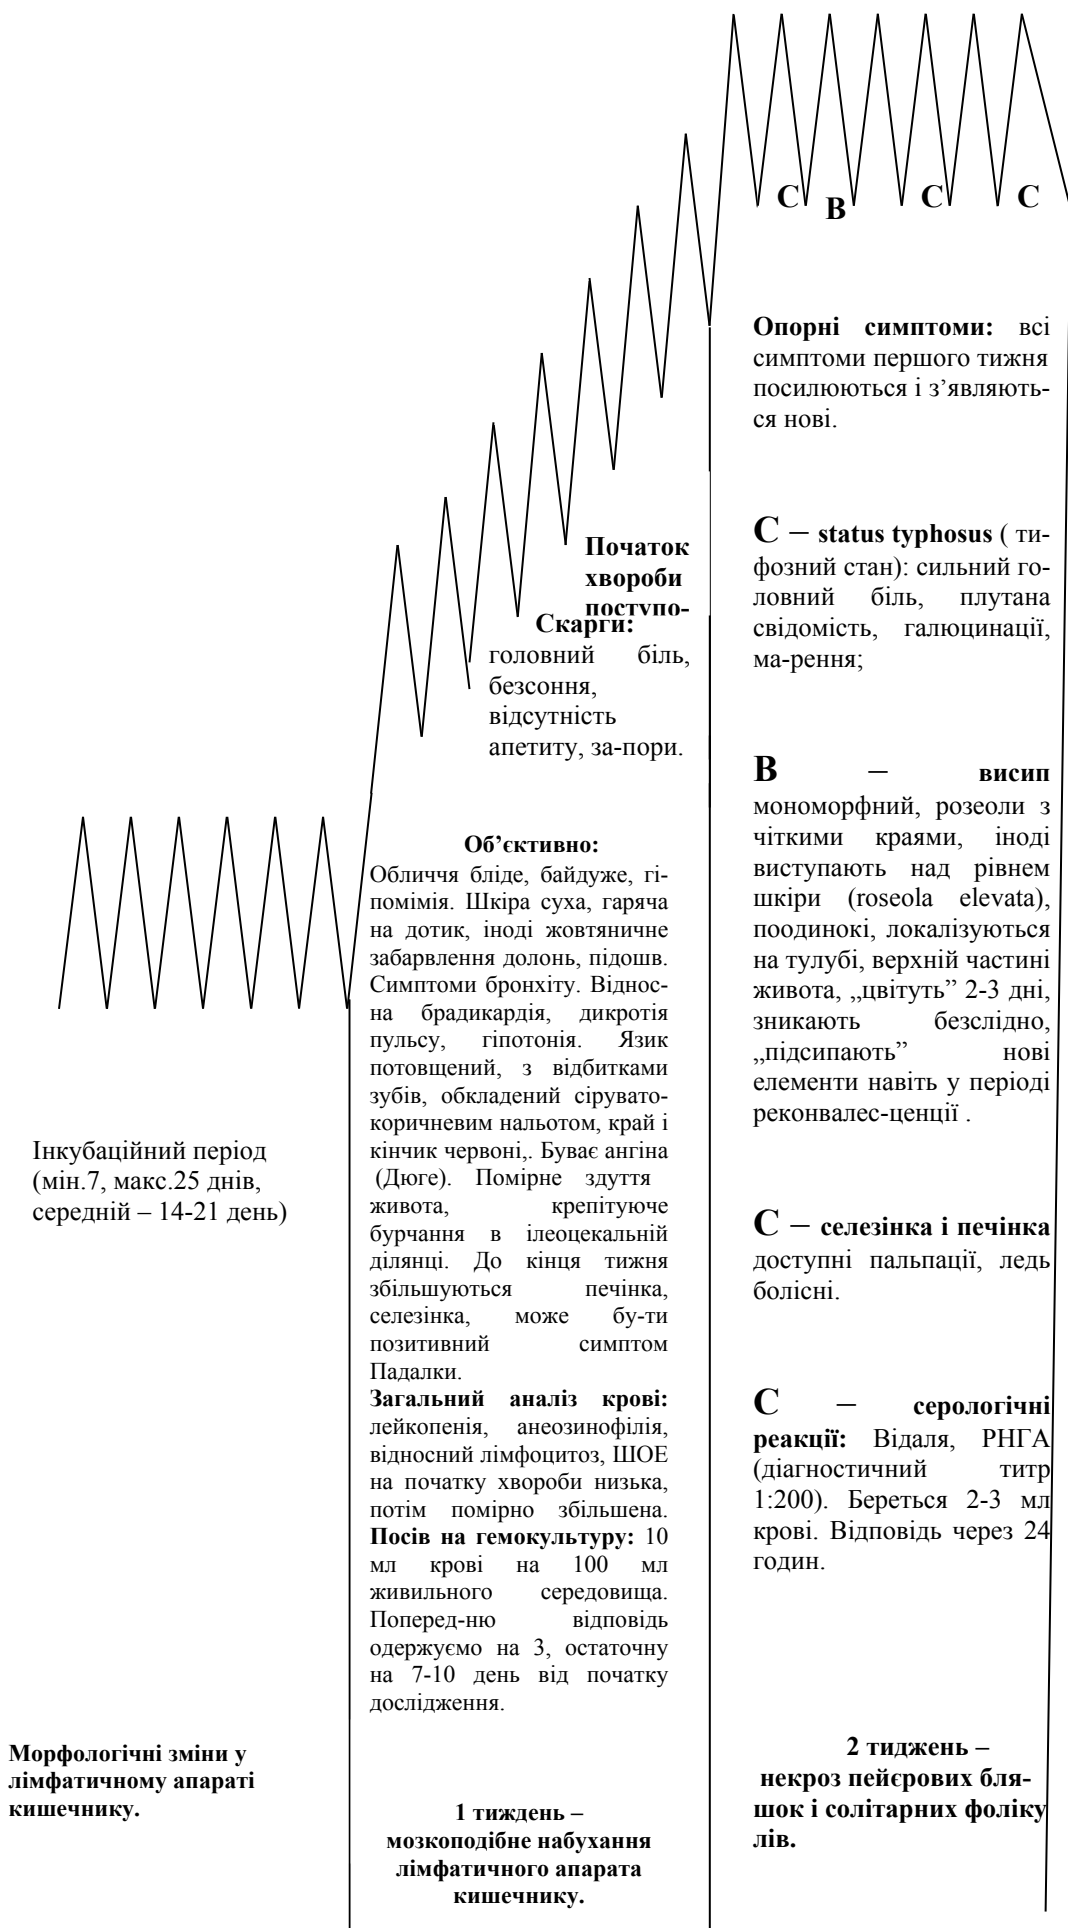 С
В
С
С
Опорні симптоми: всі
симптоми першого тижня
посилюються і з’являють-
ся нові.
С – status typhosus ( ти-
фозний стан): сильний го-
ловний біль, плутана
свідомість, галюцинації,
ма-рення;
В – висип
мономорфний, розеоли з
чіткими краями, іноді
виступають над рівнем
шкіри (roseola elevata),
поодинокі, локалізуються
на тулубі, верхній частині
живота, „цвітуть” 2-3 дні,
зникають безслідно,
„підсипають” нові
елементи навіть у періоді
реконвалес-ценції .
С – селезінка і печінка
доступні пальпації, ледь
болісні.
С – серологічні
реакції: Відаля, РНГА
(діагностичний титр
1:200). Береться 2-3 мл
крові. Відповідь через 24
годин.
2 тиджень –
некроз пейєрових бля-
шок і солітарних фоліку
лів.
Початок
хвороби
поступо-
Скарги:
головний біль,
безсоння,
відсутність
апетиту, за-пори.
Об’єктивно:
Обличчя бліде, байдуже, гі-
помімія. Шкіра суха, гаряча
на дотик, іноді жовтяничне
забарвлення долонь, підошв.
Симптоми бронхіту. Віднос-
на брадикардія, дикротія
пульсу, гіпотонія. Язик
потовщений, з відбитками
зубів, обкладений сірувато-
коричневим нальотом, край і
кінчик червоні,. Буває ангіна
(Дюге). Помірне здуття
живота, крепітуюче
бурчання в ілеоцекальній
ділянці. До кінця тижня
збільшуються печінка,
селезінка, може бу-ти
позитивний симптом
Падалки.
Загальний аналіз крові:
лейкопенія, анеозинофілія,
відносний лімфоцитоз, ШОЕ
на початку хвороби низька,
потім помірно збільшена.
Посів на гемокультуру: 10
мл крові на 100 мл
живильного середовища.
Поперед-ню відповідь
одержуємо на 3, остаточну
на 7-10 день від початку
дослідження.
1 тиждень –
мозкоподібне набухання
лімфатичного апарата
кишечнику.
Інкубаційний період
(мін.7, макс.25 днів,
середній – 14-21 день)
Морфологічні зміни у
лімфатичному апараті
кишечнику.